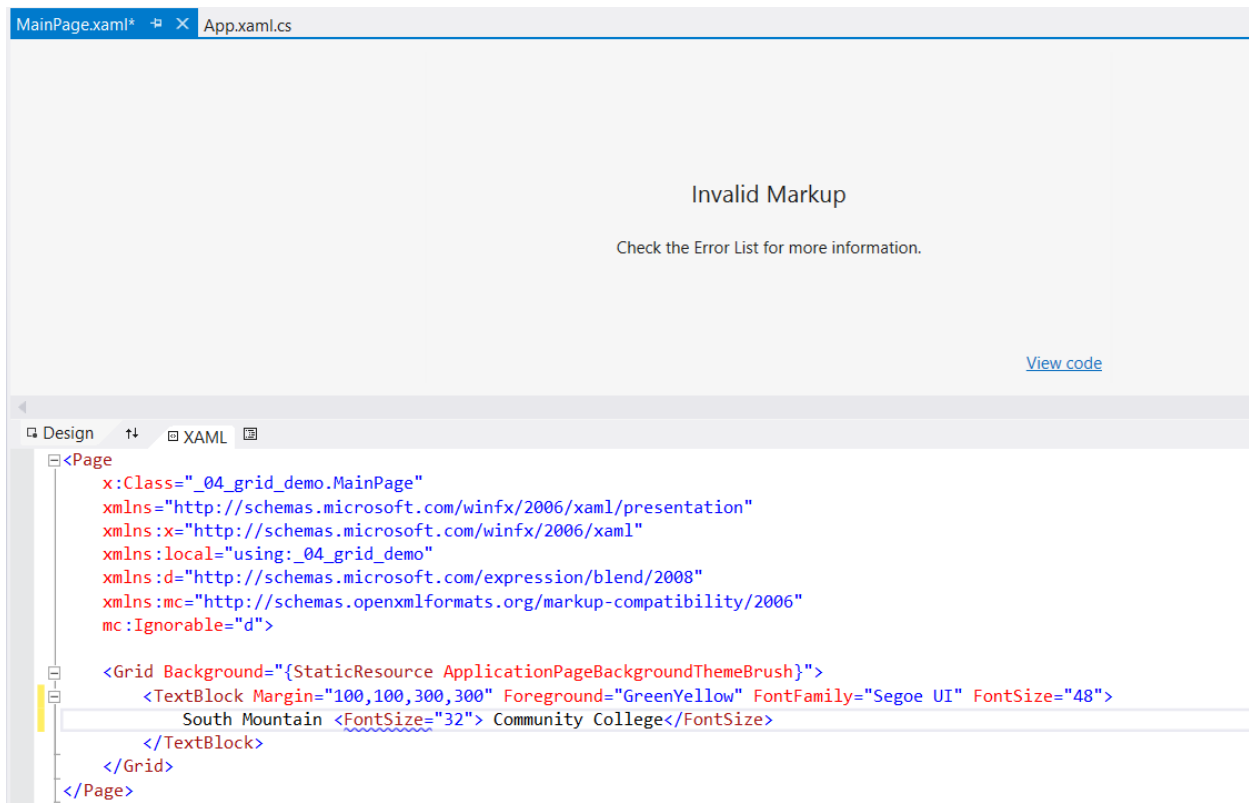 MainPage.xaml* App.xaml.cs
Invalid Markup
Check the Error List for more information.
View code
Design XAML
<Page
x:Class="_04_grid_demo.MainPage"
xmlns="http://schemas.microsoft.com/winfx/2006/xaml/presentation"
xmlns:x="http://schemas.microsoft.com/winfx/2006/xaml"
xmlns:local="using:_04_grid_demo"
xmlns:d="http://schemas.microsoft.com/expression/blend/2008"
xmlns:mc="http://schemas.openxmlformats.org/markup-compatibility/2006"
mc:Ignorable="d">
<Grid Background="{StaticResource ApplicationPageBackgroundThemeBrush}">
<TextBlock Margin="100,100,300,300" Foreground="GreenYellow" FontFamily="Segoe UI" FontSize="48">
South Mountain <FontSize="32"> Community College</FontSize>
</TextBlock>
</Grid>
</Page>